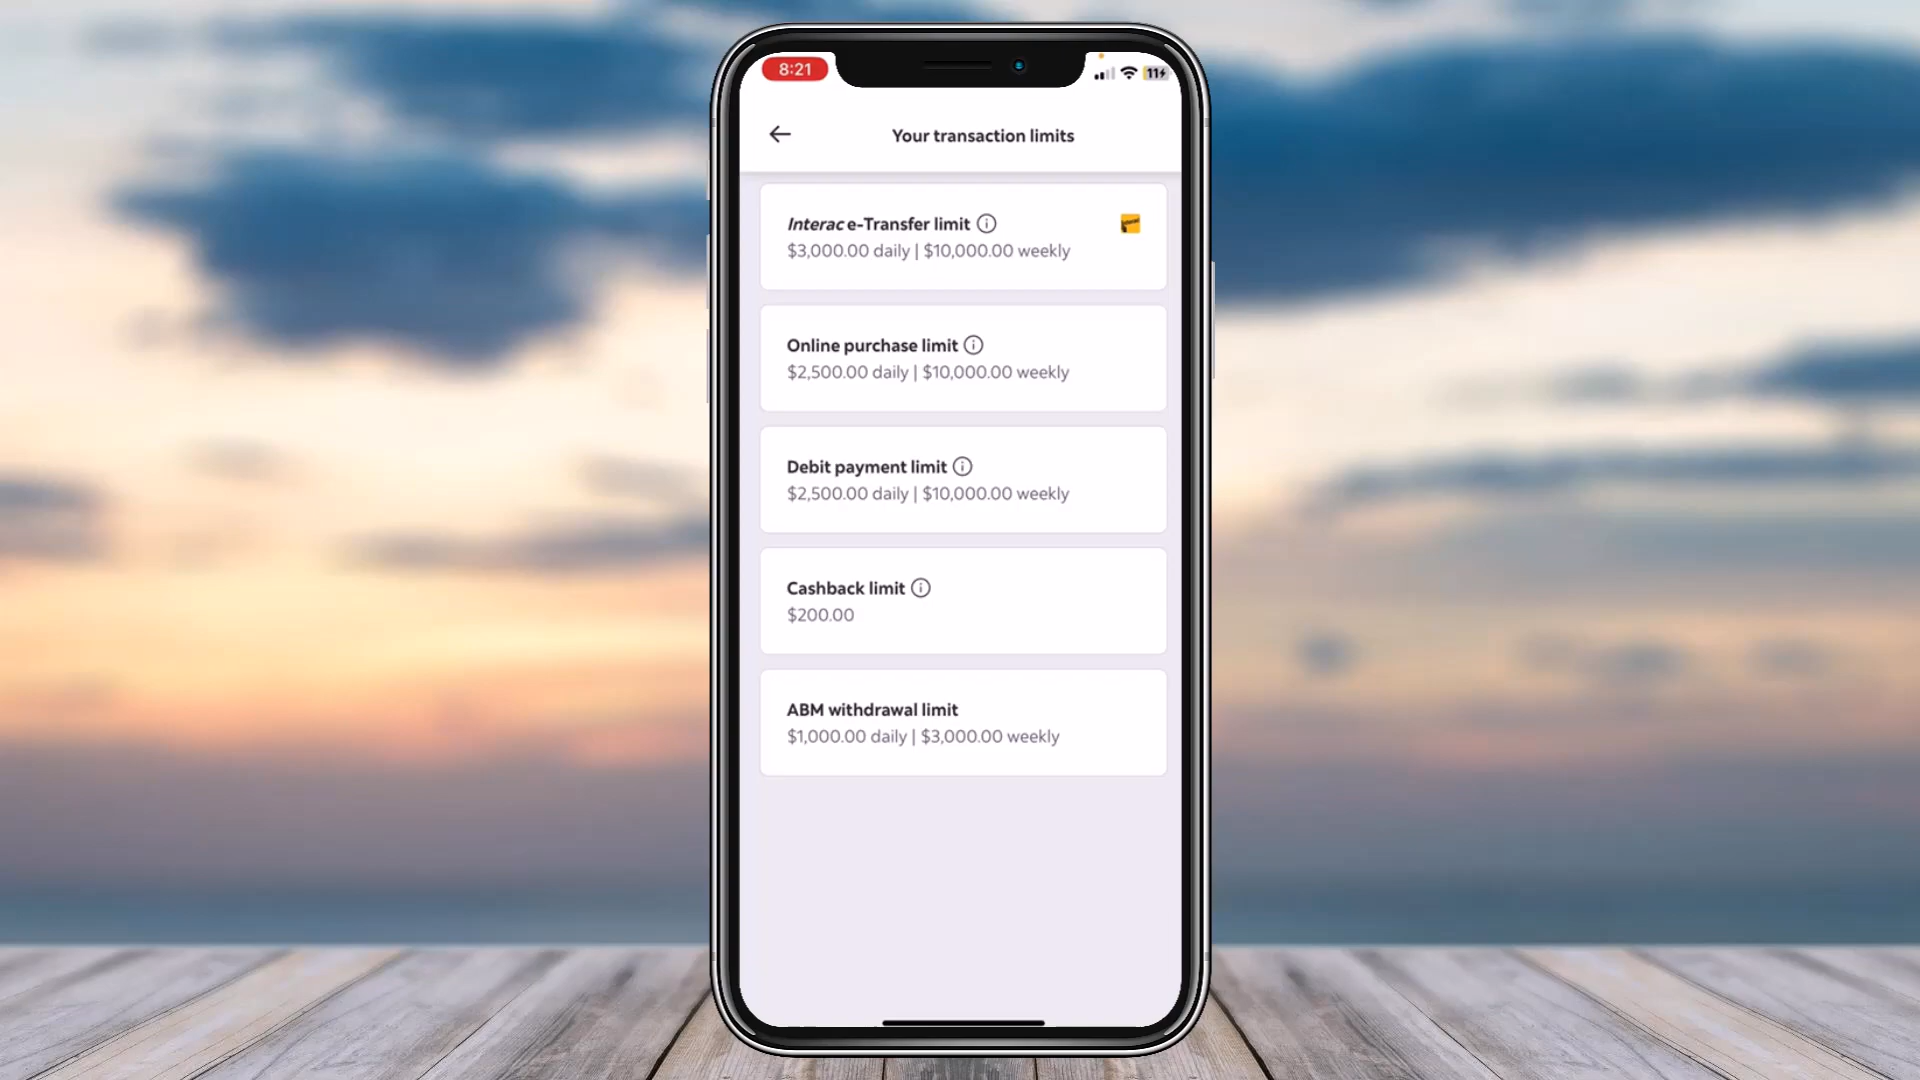 8:21
11
Your transaction limits
Interac e-Transfer limit
$3,000.00 daily | $10,000.00 weekly
Online purchase limit
$2,500.00 daily | $10,000.00 weekly
Debit payment limit
$2,500.00 daily | $10,000.00 weekly
Cashback limit
$200.00
ABM withdrawal limit
$1,000.00 daily | $3,000.00 weekly